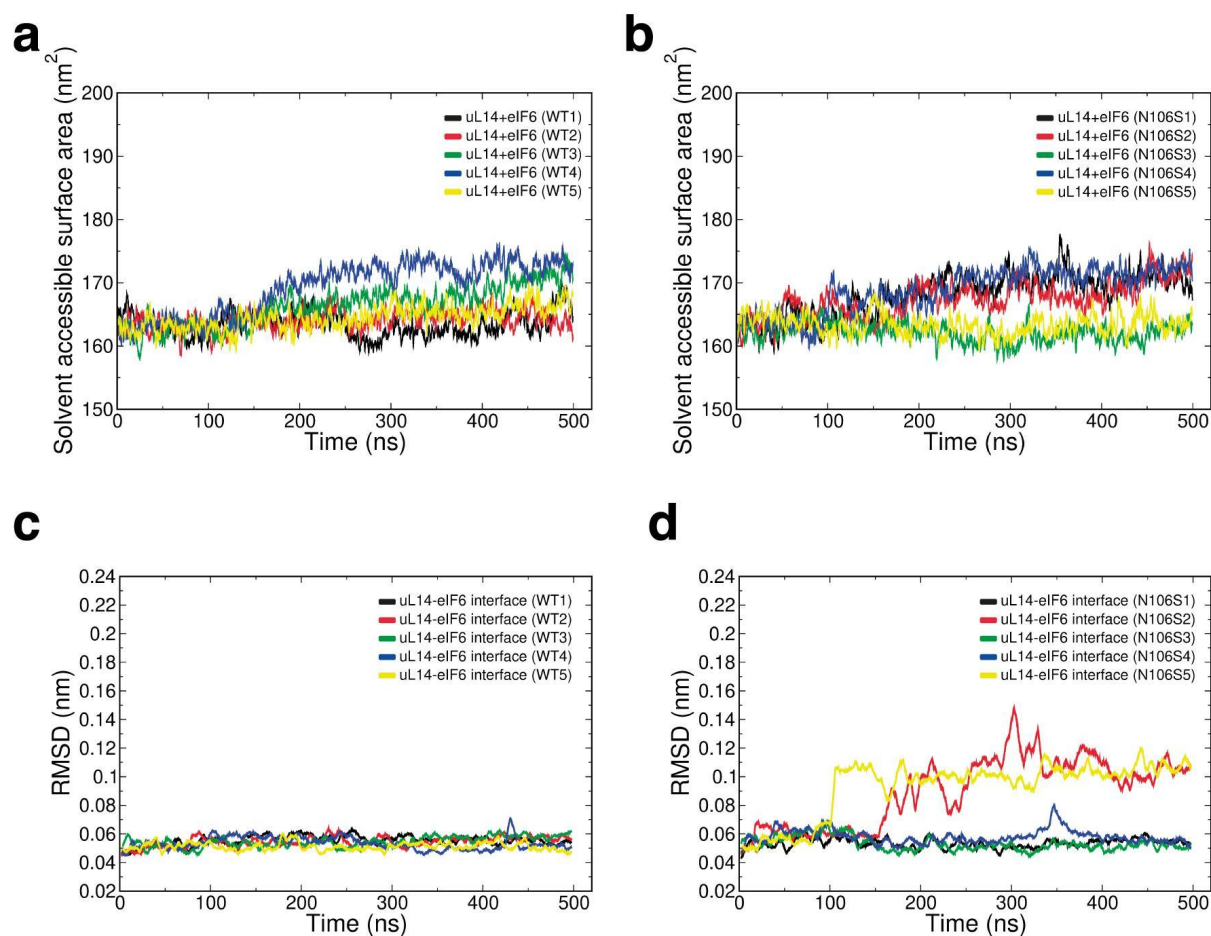 a
Solvent accessible surface area (nm²)
200
190
180
170
160
150
0
100
200
300
400
500
Time (ns)
uL14+eIF6 (WT1)
uL14+eIF6 (WT2)
uL14+eIF6 (WT3)
uL14+eIF6 (WT4)
uL14+eIF6 (WT5)
b
Solvent accessible surface area (nm²)
200
190
180
170
160
150
0
100
200
300
400
500
Time (ns)
uL14+eIF6 (N106S1)
uL14+eIF6 (N106S2)
uL14+eIF6 (N106S3)
uL14+eIF6 (N106S4)
uL14+eIF6 (N106S5)
c
RMSD (nm)
0.24
0.22
0.2
0.18
0.16
0.14
0.12
0.1
0.08
0.06
0.04
0.02
0
100
200
300
400
500
Time (ns)
uL14-eIF6 interface (WT1)
uL14-eIF6 interface (WT2)
uL14-eIF6 interface (WT3)
uL14-eIF6 interface (WT4)
uL14-eIF6 interface (WT5)
d
RMSD (nm)
0.24
0.22
0.2
0.18
0.16
0.14
0.12
0.1
0.08
0.06
0.04
0.02
0
100
200
300
400
500
Time (ns)
uL14-eIF6 interface (N106S1)
uL14-eIF6 interface (N106S2)
uL14-eIF6 interface (N106S3)
uL14-eIF6 interface (N106S4)
uL14-eIF6 interface (N106S5)